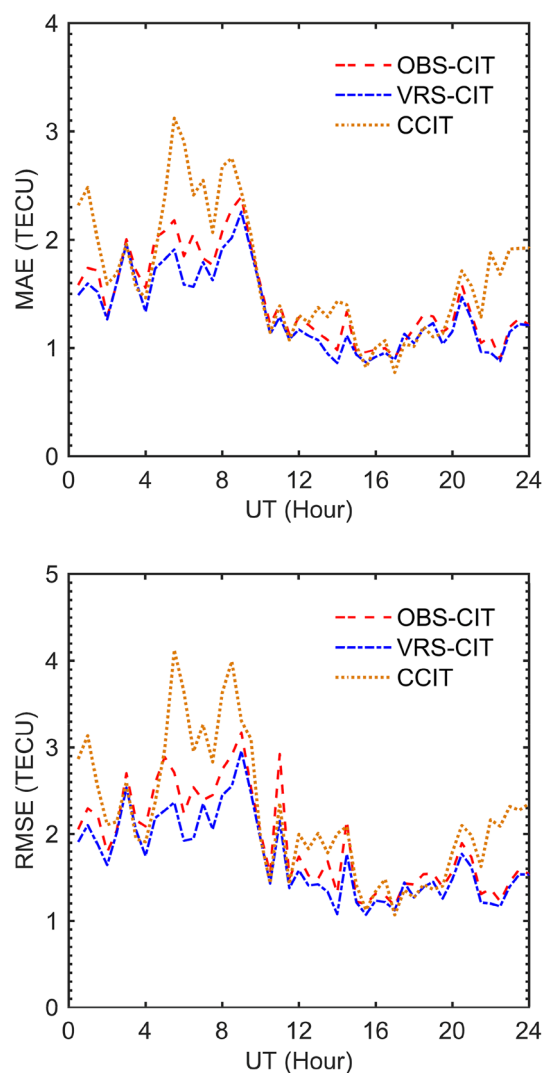 4
3
2
1
0
MAE (TECU)
OBS-CIT
VRS-CIT
CCIT
0 4 8 12 16 20 24
UT (Hour)
5
4
3
2
1
0
RMSE (TECU)
OBS-CIT
VRS-CIT
CCIT
0 4 8 12 16 20 24
UT (Hour)